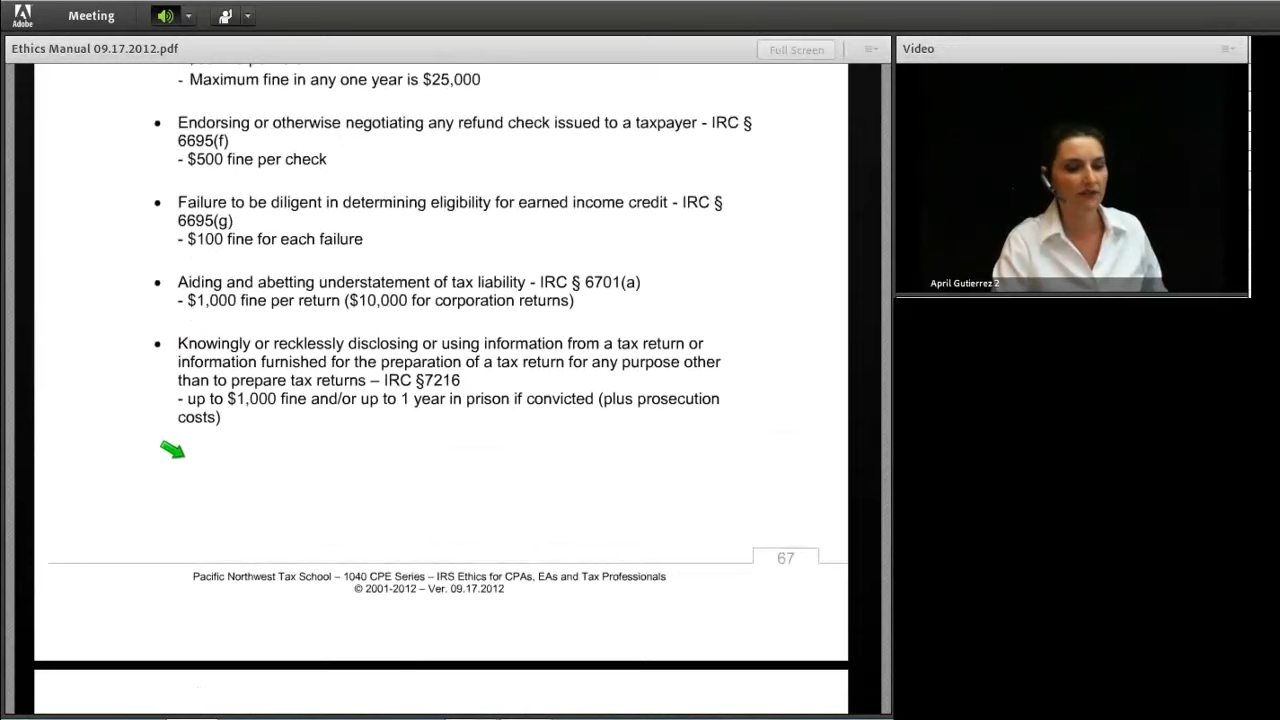 Adobe
Meeting
Ethics Manual 09.17.2012.pdf
Full Screen
Video
- Maximum fine in any one year is $25,000
• Endorsing or otherwise negotiating any refund check issued to a taxpayer - IRC §
6695(f)
- $500 fine per check
• Failure to be diligent in determining eligibility for earned income credit - IRC §
6695(g)
- $100 fine for each failure
• Aiding and abetting understatement of tax liability - IRC § 6701(a)
- $1,000 fine per return ($10,000 for corporation returns)
• Knowingly or recklessly disclosing or using information from a tax return or
information furnished for the preparation of a tax return for any purpose other
than to prepare tax returns – IRC §7216
- up to $1,000 fine and/or up to 1 year in prison if convicted (plus prosecution
costs)
67
Pacific Northwest Tax School – 1040 CPE Series – IRS Ethics for CPAs, EAs and Tax Professionals
© 2001-2012 – Ver. 09.17.2012
April Gutierrez 2